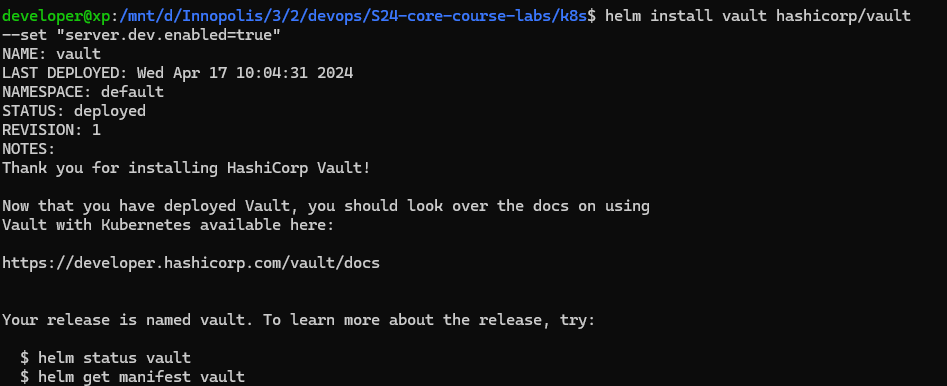 developer@xp:/mnt/d/Innopolis/3/2/devops/S24-core-course-labs/k8s$ helm install vault hashicorp/vault
--set "server.dev.enabled=true"
NAME: vault
LAST DEPLOYED: Wed Apr 17 10:04:31 2024
NAMESPACE: default
STATUS: deployed
REVISION: 1
NOTES:
Thank you for installing HashiCorp Vault!
Now that you have deployed Vault, you should look over the docs on using
Vault with Kubernetes available here:
https://developer.hashicorp.com/vault/docs
Your release is named vault. To learn more about the release, try:
$ helm status vault
$ helm get manifest vault